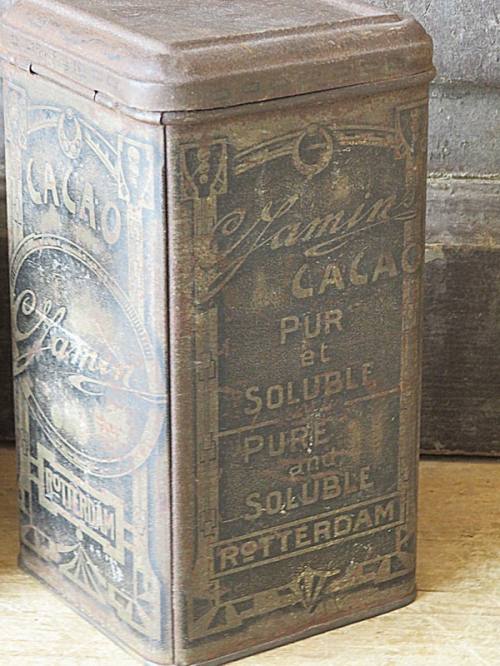 CACAO
Jamin
ROTTERDAM
Jamin's
CACAO
PUR
et
SOLUBLE
PURE
and
SOLUBLE
ROTTERDAM